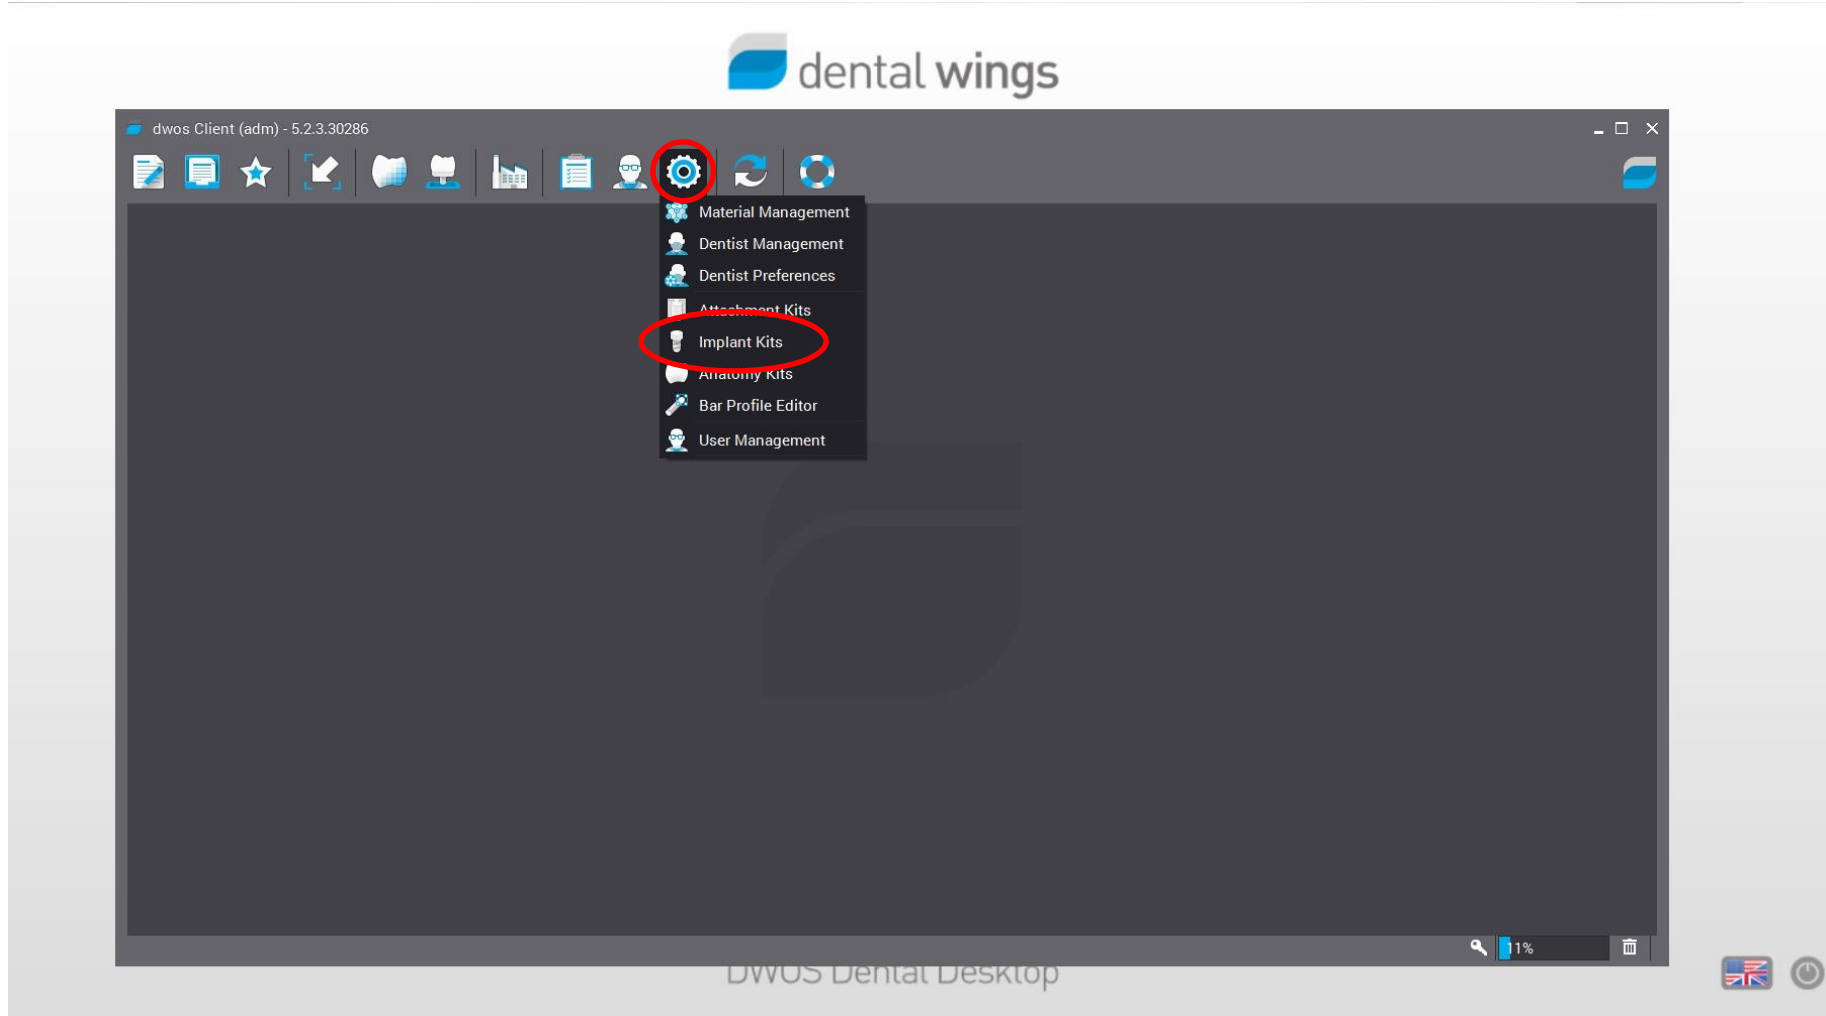 dental wings
dwos Client (adm) - 5.2.3.30286
Material Management
Dentist Management
Dentist Preferences
Attachment Kits
Implant Kits
Anatomy Kits
Bar Profile Editor
User Management
11%
DWOS Dental Desktop